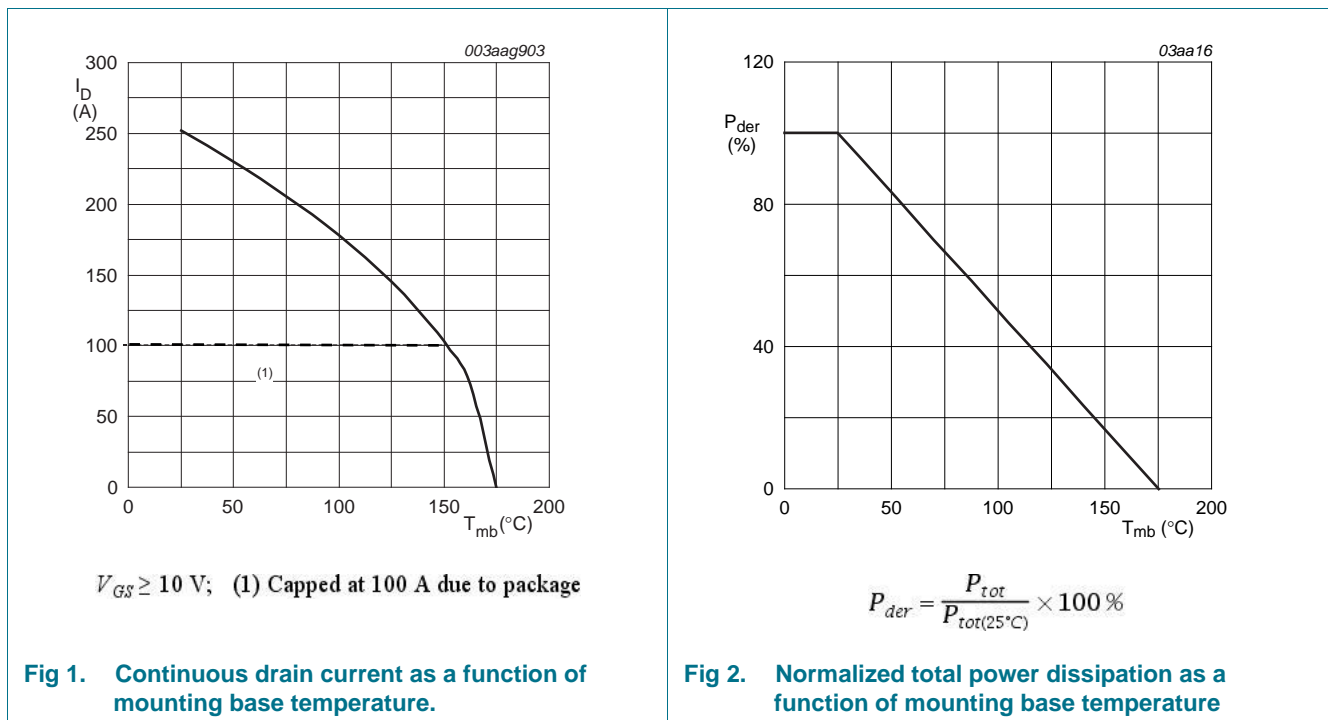 003aag903
300
I_D
(A)
250
200
150
100
(1)
50
0
0 50 100 150 200
T_mb (°C)
V_GS ≥ 10 V; (1) Capped at 100 A due to package
Fig 1. Continuous drain current as a function of
mounting base temperature.
03aa16
120
P_der
(%)
80
40
0
0 50 100 150 200
T_mb (°C)
P_der = P_tot / P_tot(25°C) × 100 %
Fig 2. Normalized total power dissipation as a
function of mounting base temperature